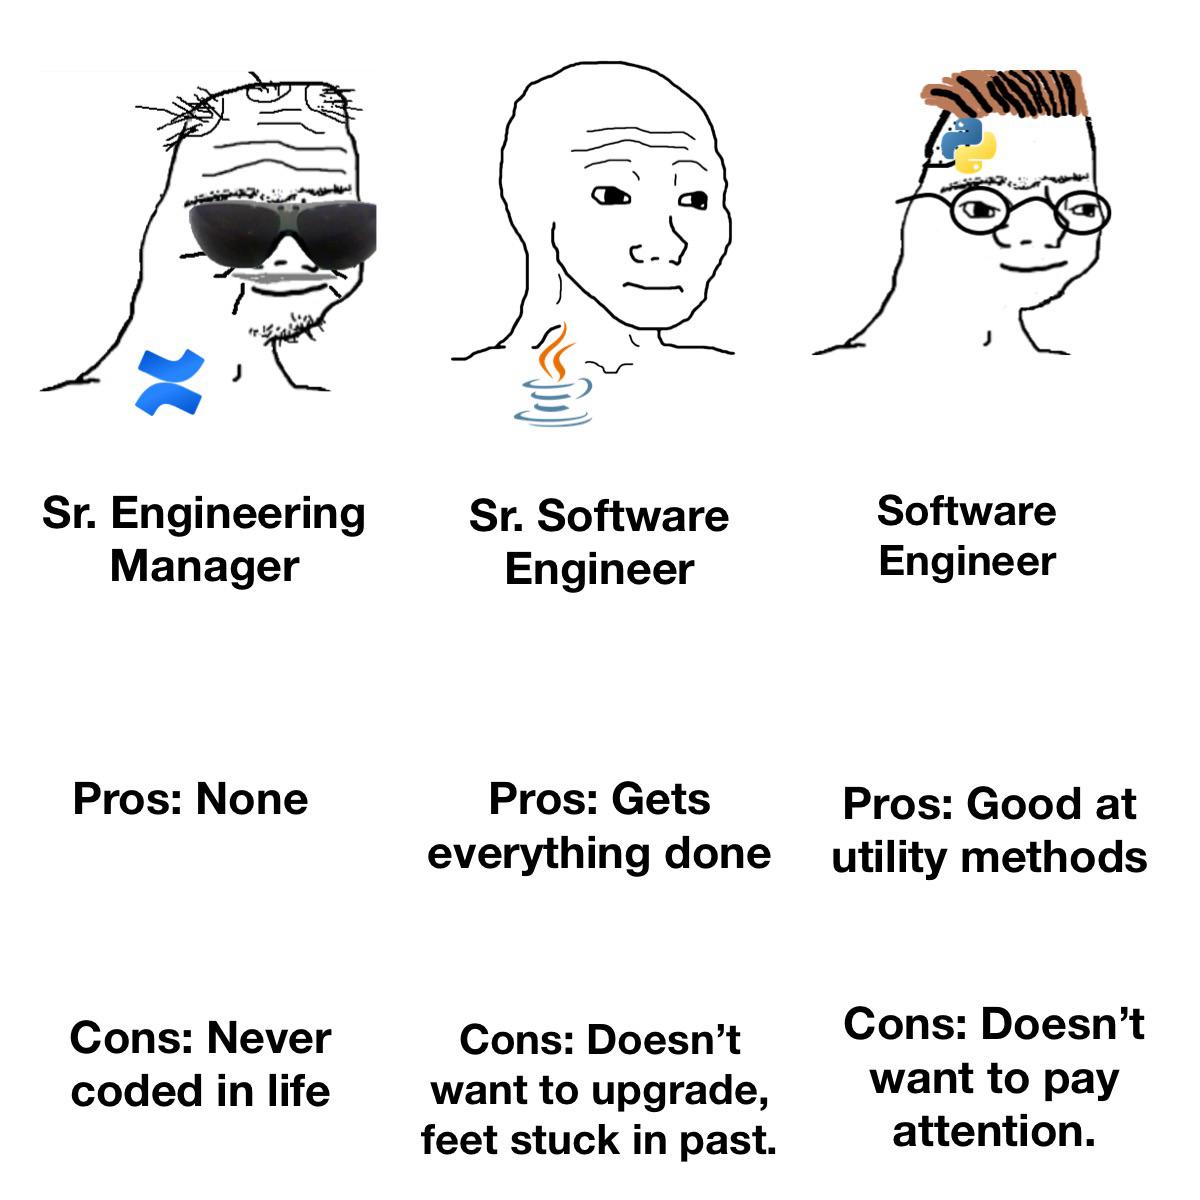 Sr. Engineering
Manager
Sr. Software
Engineer
Software
Engineer
Pros: None
Pros: Gets
everything done
Pros: Good at
utility methods
Cons: Never
coded in life
Cons: Doesn’t
want to upgrade,
feet stuck in past.
Cons: Doesn’t
want to pay
attention.